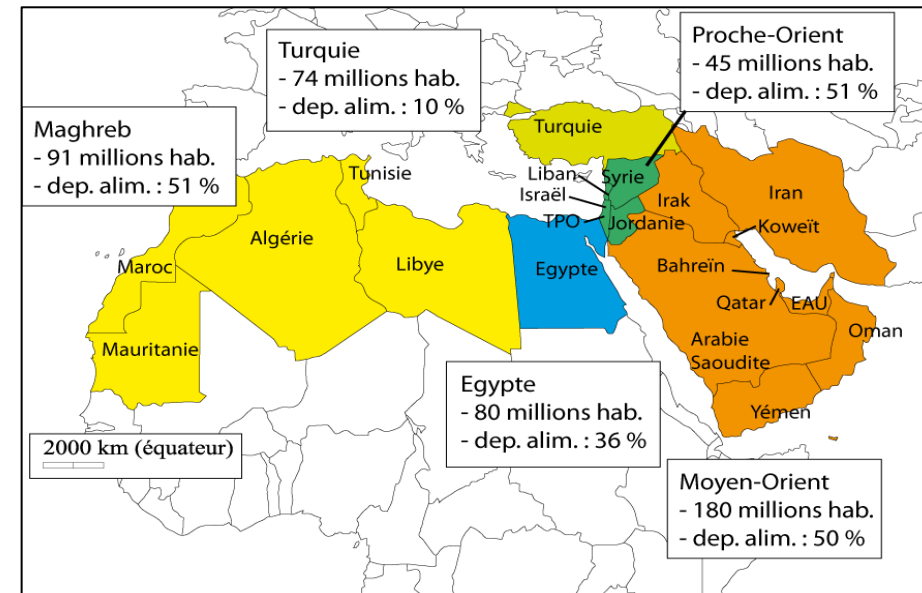 Turquie
- 74 millions hab.
- dep. alim. : 10 %
Proche-Orient
- 45 millions hab.
- dep. alim. : 51 %
Maghreb
- 91 millions hab.
- dep. alim. : 51 %
Turquie
Tunisie
Liban
Syrie
Israël
Irak
Iran
TPO
Jordanie
Koweït
Algérie
Maroc
Libye
Egypte
Bahreïn
Qatar
EAU
Oman
Mauritanie
Arabie
Saoudite
Yémen
Egypte
- 80 millions hab.
- dep. alim. : 36 %
2000 km (équateur)
Moyen-Orient
- 180 millions hab.
- dep. alim. : 50 %